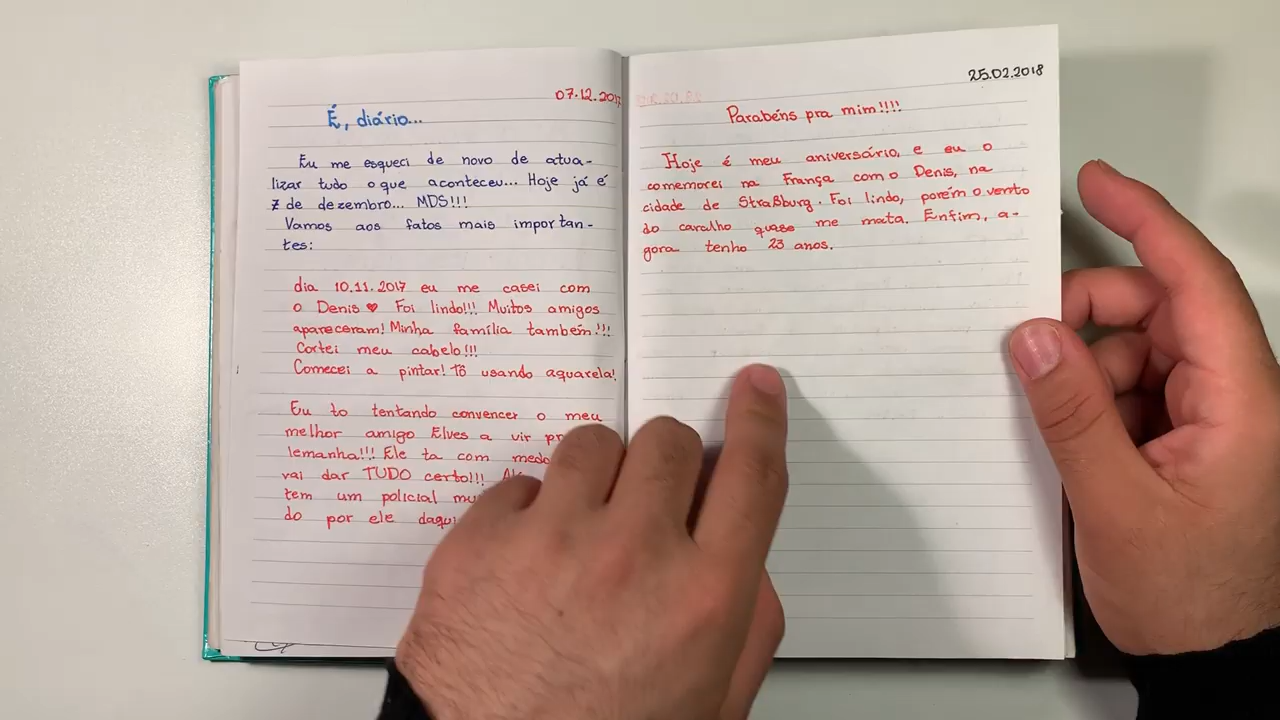 07.12.2017
É, diário...
Eu me esqueci de novo de atua-
lizar tudo o que aconteceu... Hoje já é
7 de dezembro... MDS!!!
Vamos aos fatos mais importan-
tes:
dia 10.11.2017 eu me casei com
o Denis ♥ Foi lindo!!! Muitos amigos
apareceram! Minha família também!!!
Cortei meu cabelo!!!
Comecei a pintar! Tô usando aquarela!
Eu to tentando convencer o meu
melhor amigo Elves a vir
lemanha!!! Ele ta com medo
vai dar TUDO certo!!!
tem um policial
do por ele
25.02.2018
Parabéns pra mim!!!!
Hoje é meu aniversário, e eu o
comemorei na França com o Denis, na
cidade de Straßburg. Foi lindo, porém o vento
do caralho quase me mata. Enfim, a-
gora tenho 23 anos.